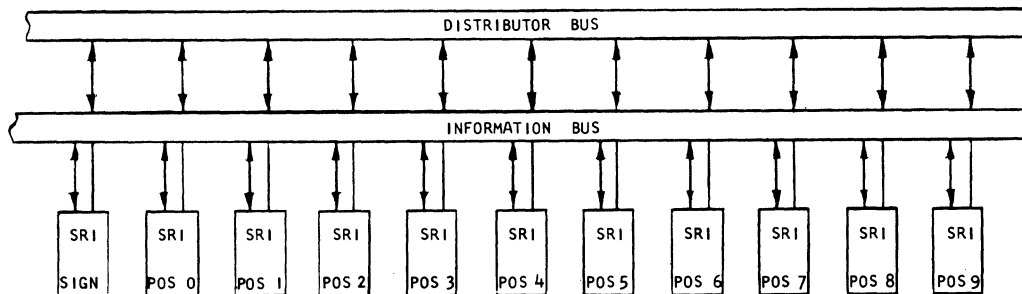 DISTRIBUTOR BUS
INFORMATION BUS
SRI SRI SRI SRI SRI SRI SRI SRI SRI SRI SRI
SIGN POS 0 POS 1 POS 2 POS 3 POS 4 POS 5 POS 6 POS 7 POS 8 POS 9